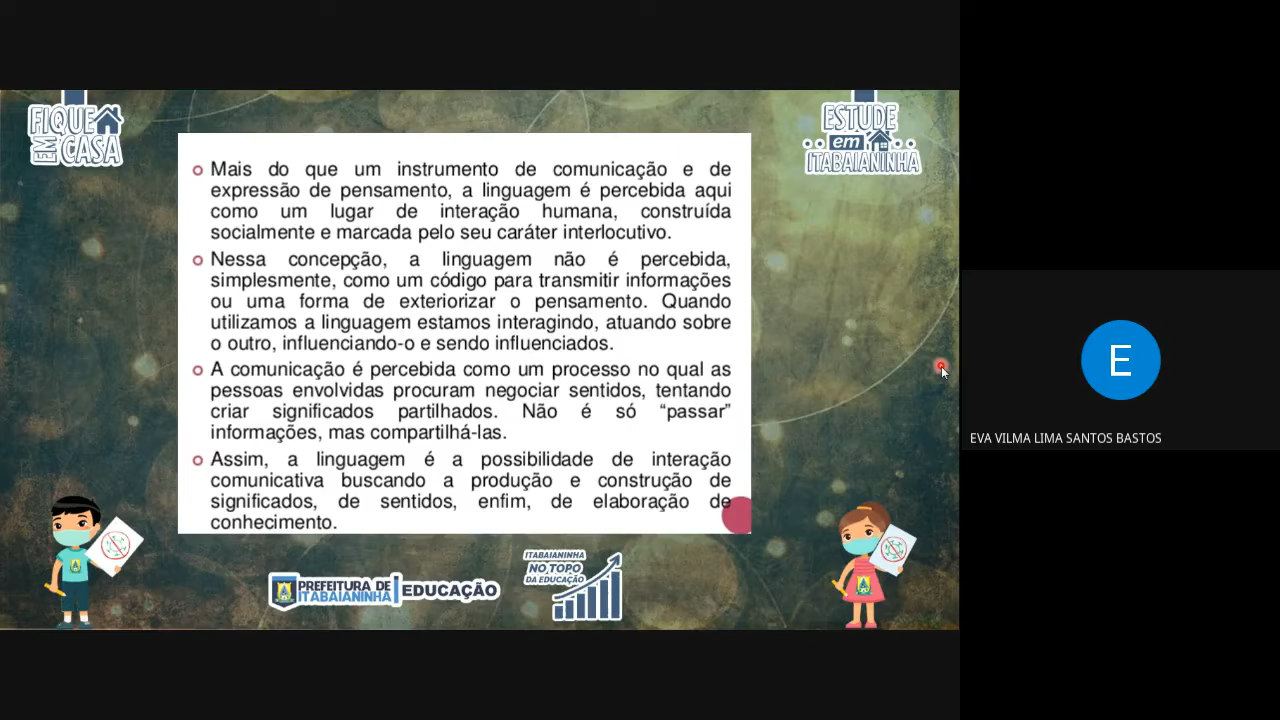 FIQUE
EM CASA
ESTUDE
em
ITABAIANINHA
Mais do que um instrumento de comunicação e de
expressão de pensamento, a linguagem é percebida aqui
como um lugar de interação humana, construída
socialmente e marcada pelo seu caráter interlocutivo.
Nessa concepção, a linguagem não é percebida,
simplesmente, como um código para transmitir informações
ou uma forma de exteriorizar o pensamento. Quando
utilizamos a linguagem estamos interagindo, atuando sobre
o outro, influenciando-o e sendo influenciados.
A comunicação é percebida como um processo no qual as
pessoas envolvidas procuram negociar sentidos, tentando
criar significados partilhados. Não é só “passar”
informações, mas compartilhá-las.
Assim, a linguagem é a possibilidade de interação
comunicativa buscando a produção e construção de
significados, de sentidos, enfim, de elaboração de
conhecimento.
PREFEITURA DE
ITABAIANINHA
EDUCAÇÃO
ITABAIANINHA
NO TOPO
DA EDUCAÇÃO
E
EVA VILMA LIMA SANTOS BASTOS